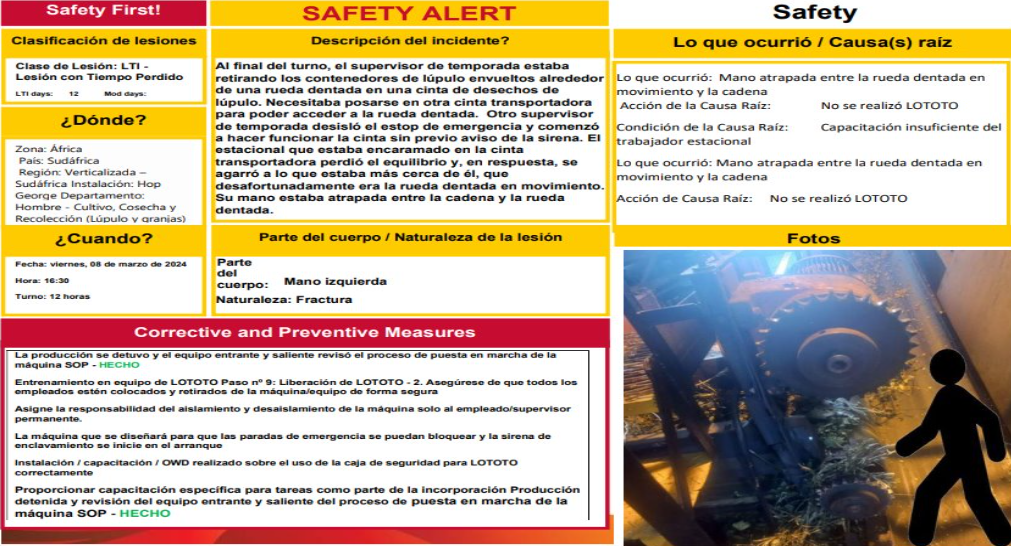 Safety First!
SAFETY ALERT
Safety
Clasificación de lesiones
Clase de Lesión: LTI -
Lesión con Tiempo Perdido
LTI days: 12 Mod days:
¿Dónde?
Zona: África
País: Sudáfrica
Región: Verticalizada –
Sudáfrica Instalación: Hop
George Departamento:
Hombre - Cultivo, Cosecha y
Recolección (Lúpulo y granjas)
¿Cuando?
Fecha: viernes, 08 de marzo de 2024
Hora: 16:30
Turno: 12 horas
Descripción del incidente?
Al final del turno, el supervisor de temporada estaba
retirando los contenedores de lúpulo envueltos alrededor
de una rueda dentada en una cinta de desechos de
lúpulo. Necesitaba posarse en otra cinta transportadora
para poder acceder a la rueda dentada. Otro supervisor
de temporada desisló el estop de emergencia y comenzó
a hacer funcionar la cinta sin previo aviso de la sirena. El
estacional que estaba encaramado en la cinta
transportadora perdió el equilibrio y, en respuesta, se
agarró a lo que estaba más cerca de él, que
desafortunadamente era la rueda dentada en movimiento.
Su mano estaba atrapada entre la cadena y la rueda
dentada.
Parte del cuerpo / Naturaleza de la lesión
Parte
del
cuerpo: Mano izquierda
Naturaleza: Fractura
Lo que ocurrió / Causa(s) raíz
Lo que ocurrió: Mano atrapada entre la rueda dentada en
movimiento y la cadena
Acción de la Causa Raíz: No se realizó LOTOTO
Condición de la Causa Raíz: Capacitación insuficiente del
trabajador estacional
Lo que ocurrió: Mano atrapada entre la rueda dentada en
movimiento y la cadena
Acción de Causa Raíz: No se realizó LOTOTO
Fotos
Corrective and Preventive Measures
La producción se detuvo y el equipo entrante y saliente revisó el proceso de puesta en marcha de la
máquina SOP - HECHO
Entrenamiento en equipo de LOTOTO Paso nº 9: Liberación de LOTOTO - 2. Asegúrese de que todos los
empleados estén colocados y retirados de la máquina/equipo de forma segura
Asigne la responsabilidad del aislamiento y desaislamiento de la máquina solo al empleado/supervisor
permanente.
La máquina que se diseñará para que las paradas de emergencia se puedan bloquear y la sirena de
enclavamiento se inicie en el arranque
Instalación / capacitación / OWD realizado sobre el uso de la caja de seguridad para LOTOTO
correctamente
Proporcionar capacitación específica para tareas como parte de la incorporación Producción
detenida y revisión del equipo entrante y saliente del proceso de puesta en marcha de la
máquina SOP - HECHO